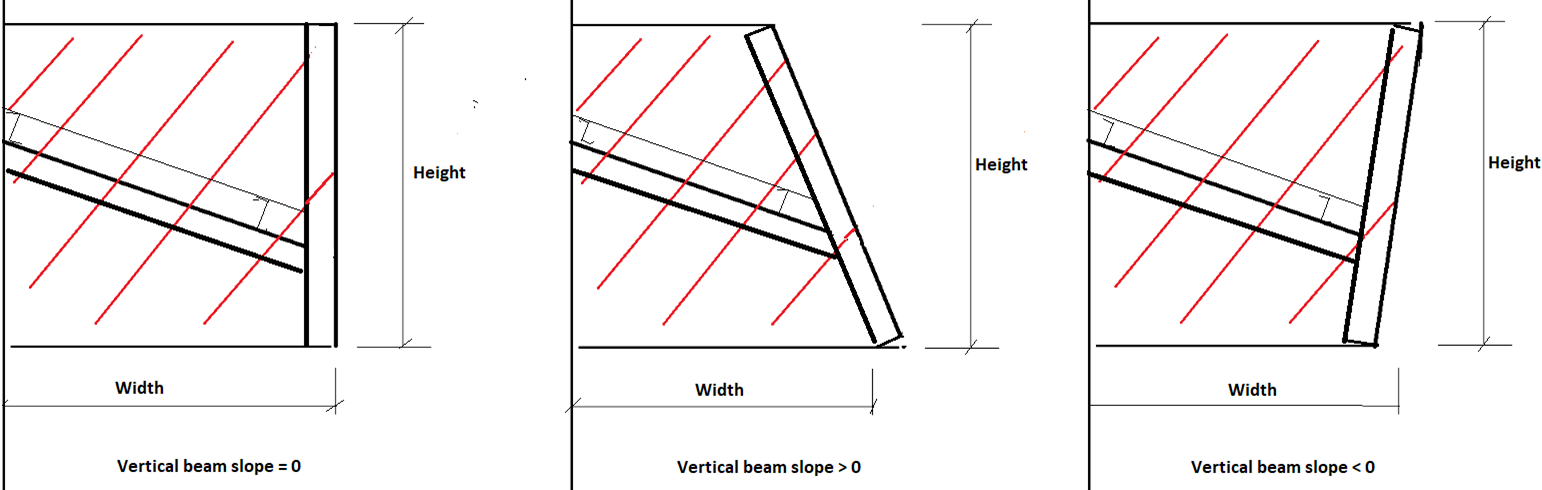 Height
Width
Vertical beam slope = 0
Height
Width
Vertical beam slope > 0
Height
Width
Vertical beam slope < 0